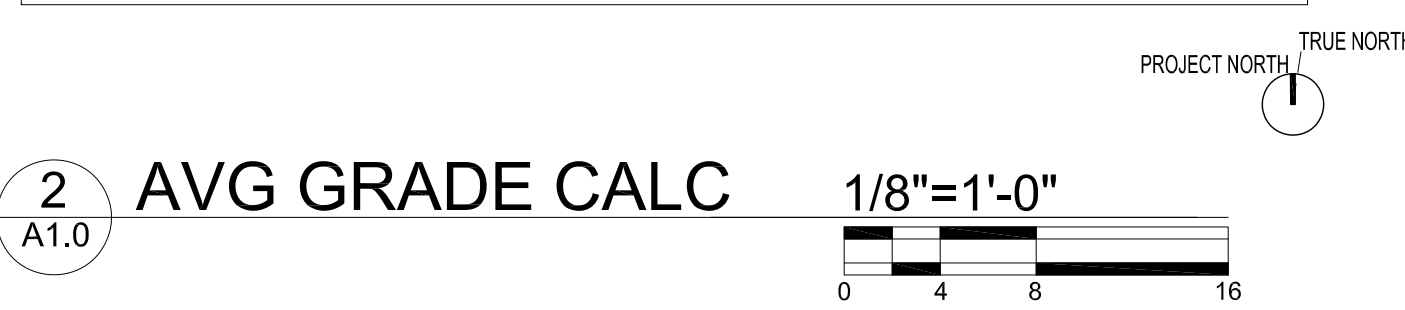 TRUE NORTH
PROJECT NORTH
2 AVG GRADE CALC 1/8"=1'-0"
A1.0
0 4 8 16